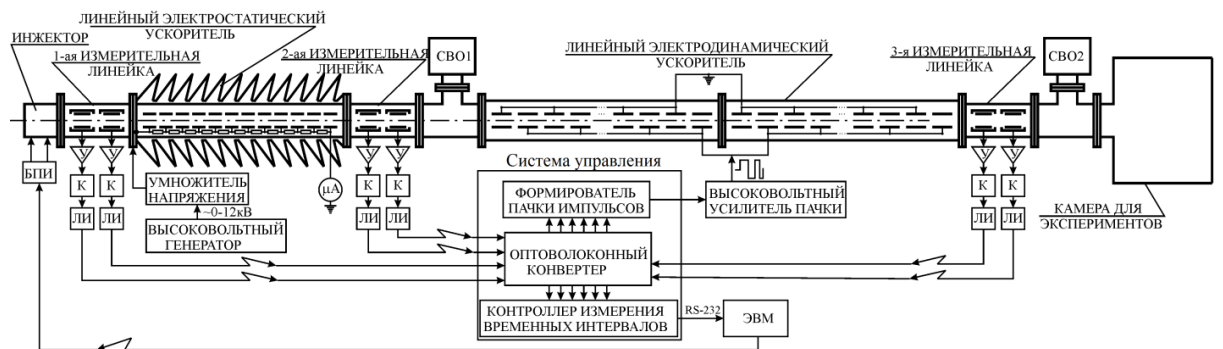 ЛИНЕЙНЫЙ ЭЛЕКТРОСТАТИЧЕСКИЙ
УСКОРИТЕЛЬ
ИНЖЕКТОР
1-ая ИЗМЕРИТЕЛЬНАЯ
ЛИНЕЙКА
2-ая ИЗМЕРИТЕЛЬНАЯ
ЛИНЕЙКА
СВО1
ЛИНЕЙНЫЙ ЭЛЕКТРОДИНАМИЧЕСКИЙ
УСКОРИТЕЛЬ
3-я ИЗМЕРИТЕЛЬНАЯ
ЛИНЕЙКА
СВО2
БПИ
У
У
К
К
ЛИ
ЛИ
УМНОЖИТЕЛЬ
НАПРЯЖЕНИЯ
~0-12кВ
ВЫСОКОВОЛЬТНЫЙ
ГЕНЕРАТОР
μА
У
У
К
К
ЛИ
ЛИ
Система управления
ФОРМИРОВАТЕЛЬ
ПАЧКИ ИМПУЛЬСОВ
ВЫСОКОВОЛЬТНЫЙ
УСИЛИТЕЛЬ ПАЧКИ
ОПТОВОЛОКОННЫЙ
КОНВЕРТЕР
КОНТРОЛЛЕР ИЗМЕРЕНИЯ
ВРЕМЕННЫХ ИНТЕРВАЛОВ
RS-232
ЭВМ
У
У
К
К
ЛИ
ЛИ
КАМЕРА ДЛЯ
ЭКСПЕРИМЕНТОВ